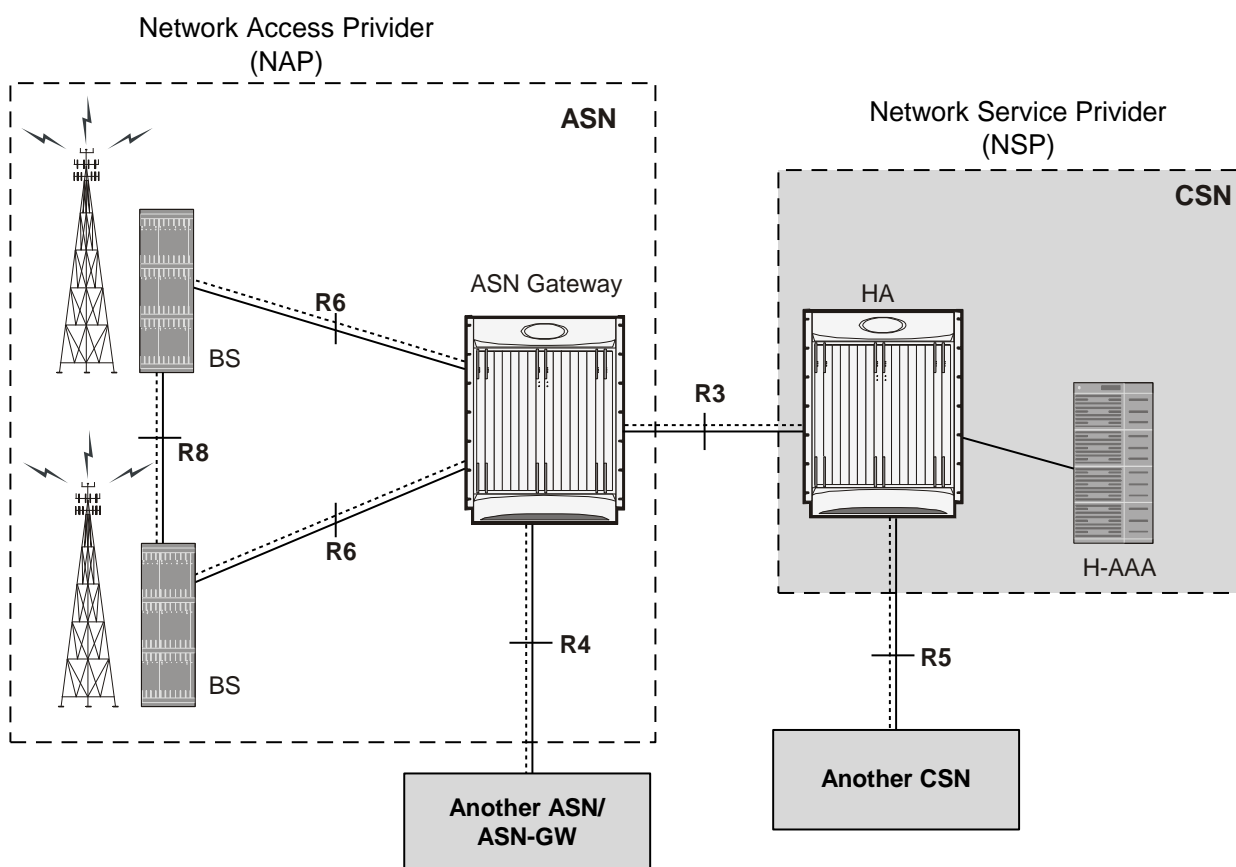 Network Access Privider
(NAP)
ASN
Network Service Provider
(NSP)
CSN
ASN Gateway
HA
R6
BS
R3
R8
R6
H-AAA
R4
R5
BS
Another CSN
Another ASN/
ASN-GW